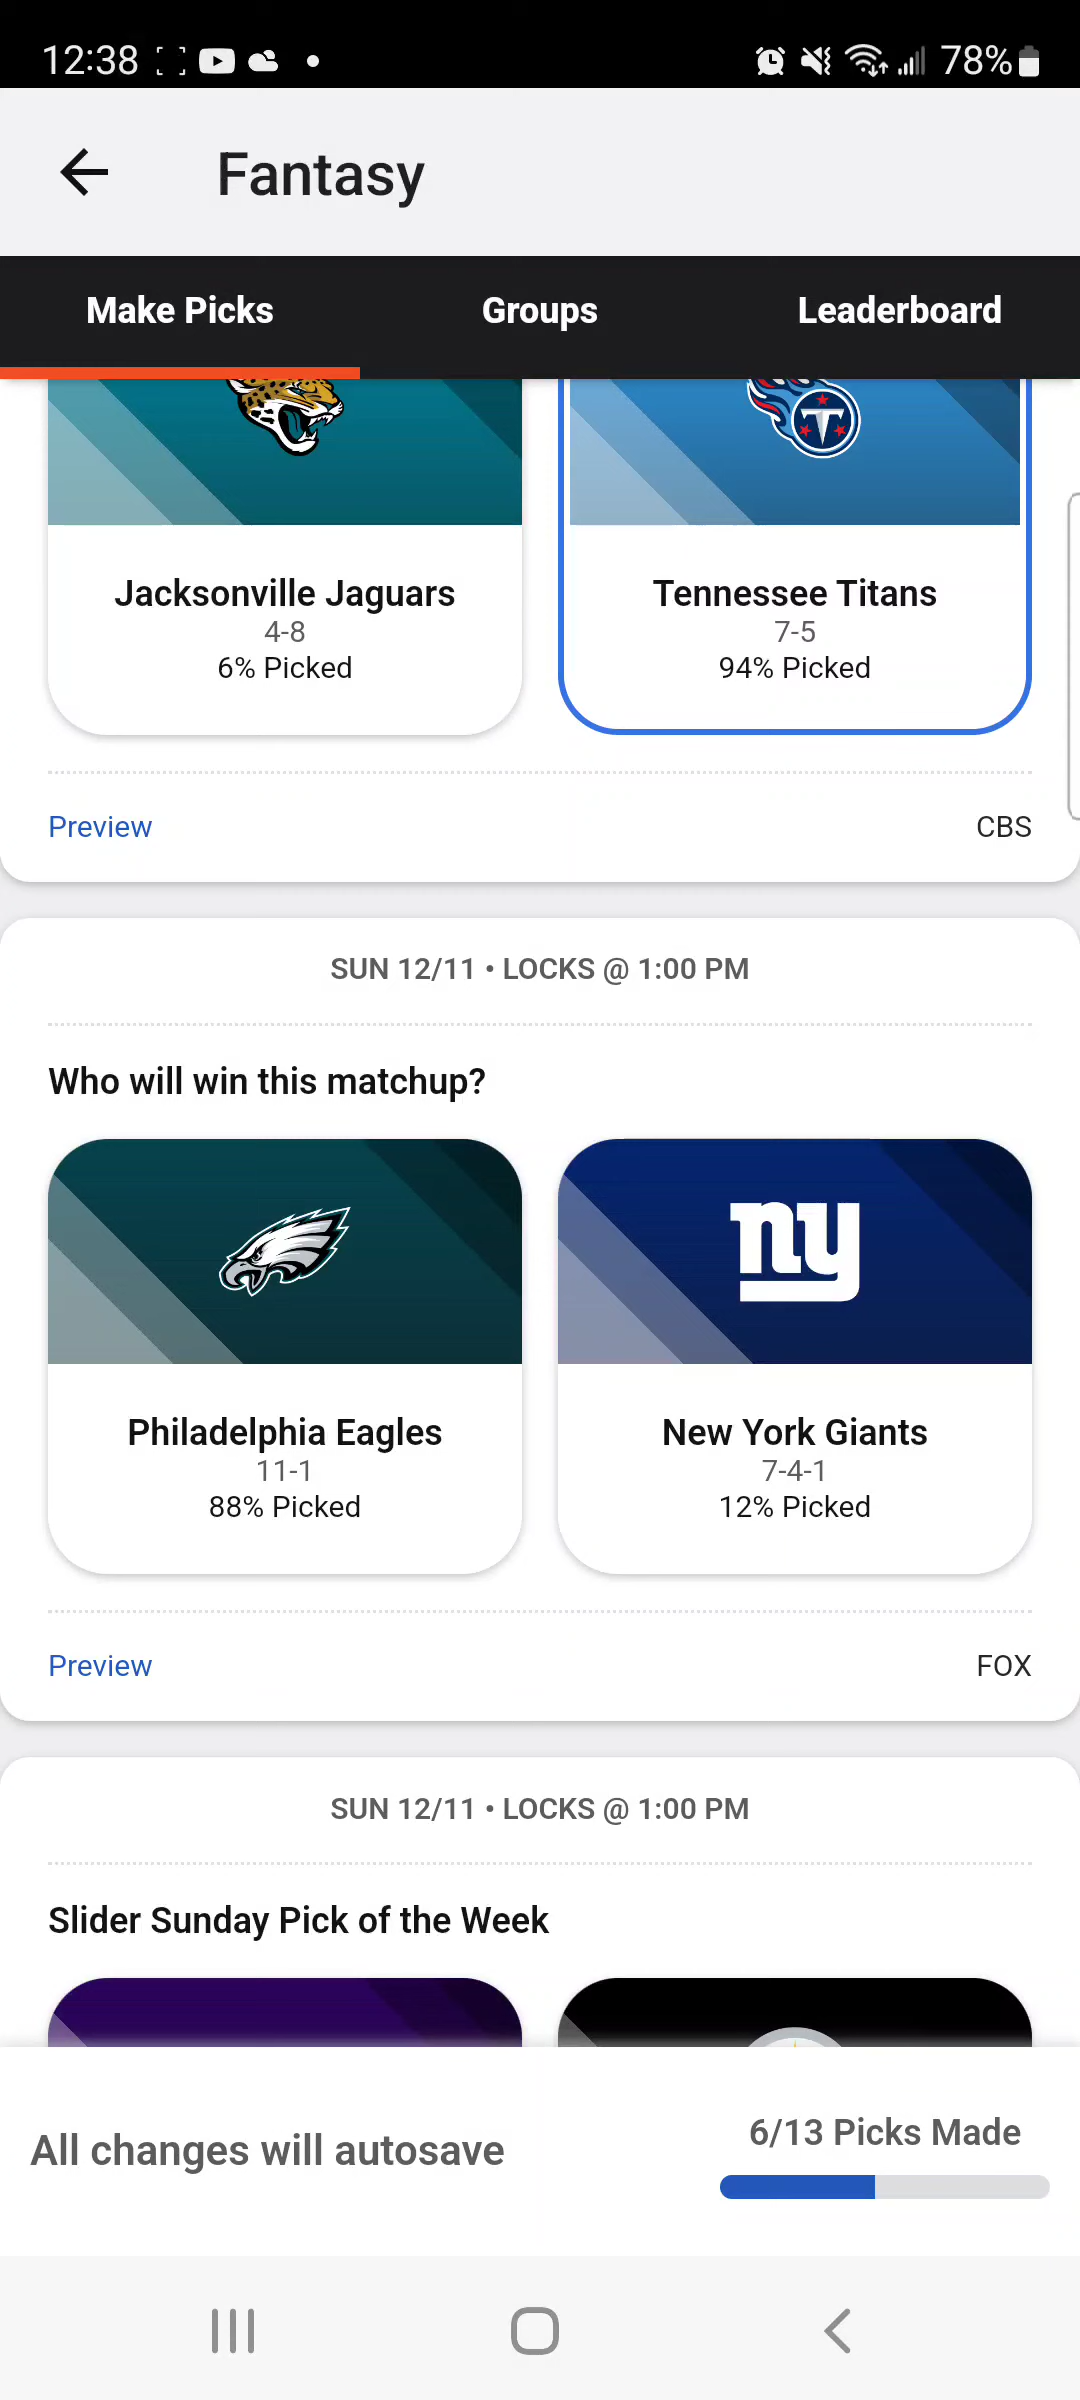 12:38
78%
Fantasy
Make Picks
Groups
Leaderboard
T
Jacksonville Jaguars
4-8
6% Picked
Tennessee Titans
7-5
94% Picked
Preview
CBS
SUN 12/11 • LOCKS @ 1:00 PM
Who will win this matchup?
ny
Philadelphia Eagles
11-1
88% Picked
New York Giants
7-4-1
12% Picked
Preview
FOX
SUN 12/11 • LOCKS @ 1:00 PM
Slider Sunday Pick of the Week
All changes will autosave
6/13 Picks Made